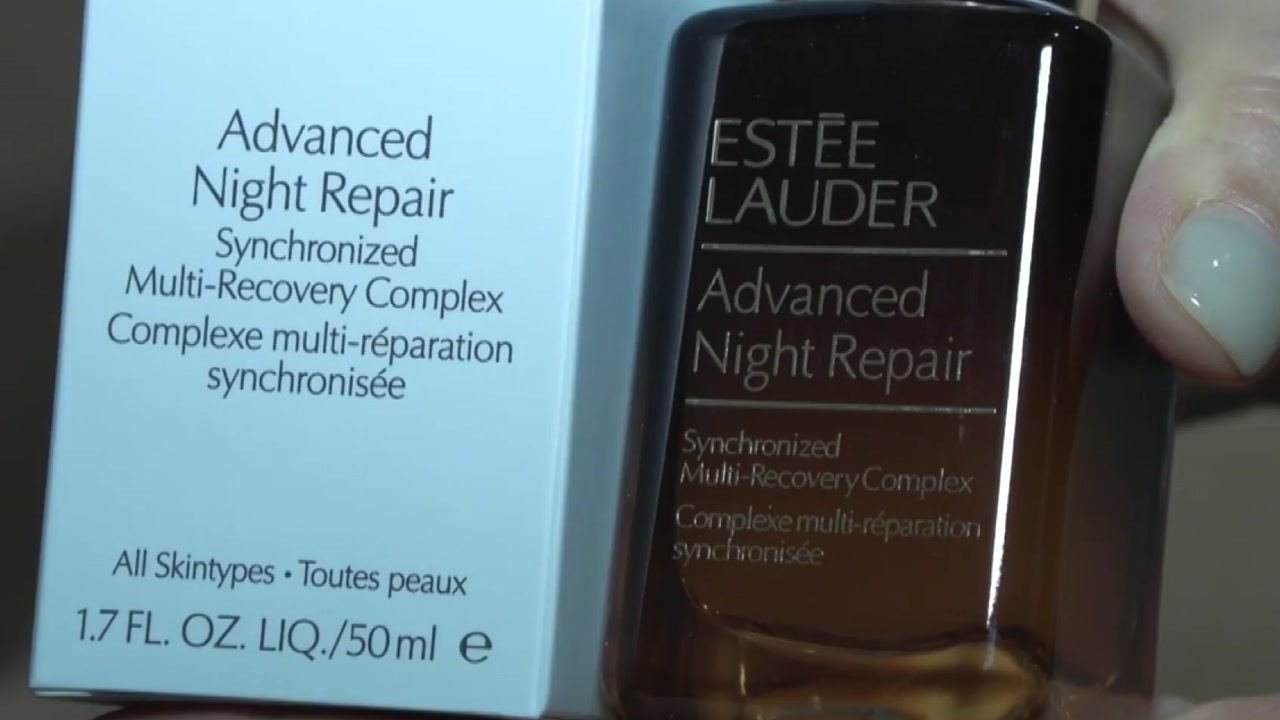 Advanced
Night Repair
Synchronized
Multi-Recovery Complex
Complexe multi-réparation
synchronisée
All Skintypes • Toutes peaux
1.7 FL. OZ. LIQ./50 ml ℮
ESTĒE
LAUDER
Advanced
Night Repair
Synchronized
Multi-Recovery Complex
Complexe multi-réparation
synchronisée